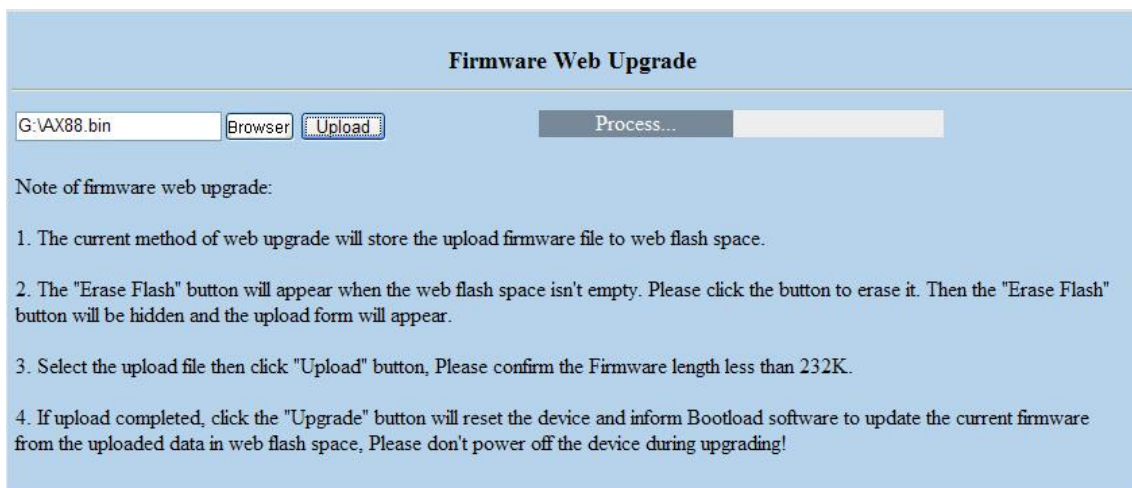 Firmware Web Upgrade
G:\AX88.bin Browser Upload Process...
Note of firmware web upgrade:
1. The current method of web upgrade will store the upload firmware file to web flash space.
2. The "Erase Flash" button will appear when the web flash space isn't empty. Please click the button to erase it. Then the "Erase Flash"
button will be hidden and the upload form will appear.
3. Select the upload file then click "Upload" button, Please confirm the Firmware length less than 232K.
4. If upload completed, click the "Upgrade" button will reset the device and inform Bootload software to update the current firmware
from the uploaded data in web flash space, Please don't power off the device during upgrading!